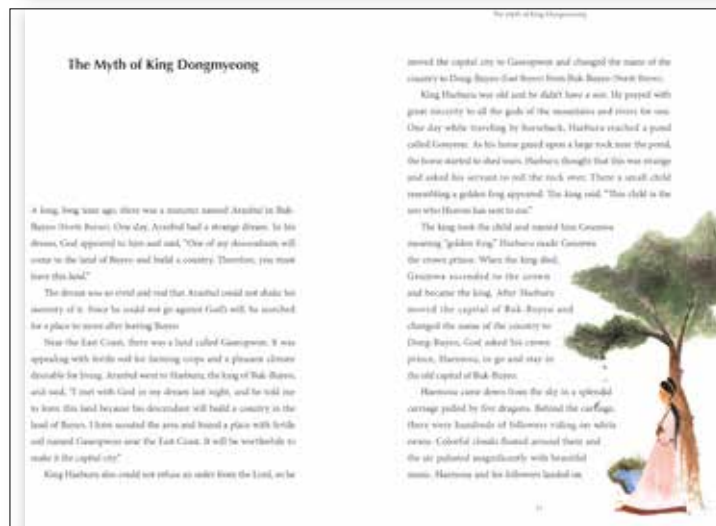 The Myth of King Dongmyeong
The Myth of King Dongmyeong
A long, long time ago, there was a minister named Aranbul in Buk-
Buyeo (North Buyeo). One day, Aranbul had a strange dream. In his
dream, God appeared to him and said, "One of my descendants will
come to the land of Buyeo and build a country. Therefore, you must
leave this land."
The dream was so vivid and real that Aranbul could not shake his
memory of it. Since he could not go against God's will, he searched
for a place to move after leaving Buyeo.
Near the East Coast, there was a land called Gaseopwon. It was
appealing with fertile soil for farming crops and a pleasant climate
desirable for living. Aranbul went to Haeburu, the king of Buk-Buyeo,
and said, "I met with God in my dream last night, and he told me
to leave this land because his descendant will build a country in the
land of Buyeo. I have scouted the area and found a place with fertile
soil named Gaseopwon near the East Coast. It will be worthwhile to
make it the capital city."
King Haeburu also could not refuse an order from the Lord, so he
moved the capital city to Gaseopwon and changed the name of the
country to Dong-Buyeo (East Buyeo) from Buk-Buyeo (North Buyeo).
King Haeburu was old and he didn't have a son. He prayed with
great sincerity to all the gods of the mountains and rivers for one.
One day while traveling by horseback, Haeburu reached a pond
called Gonyeon. As his horse gazed upon a large rock near the pond,
the horse started to shed tears. Haeburu thought that this was strange
and asked his servant to roll the rock over. There a small child
resembling a golden frog appeared. The king said, "This child is the
son who Heaven has sent to me."
The king took the child and named him Geumwa
meaning "golden frog." Haeburu made Geumwa
the crown prince. When the king died,
Geumwa ascended to the crown
and became the king. After Haeburu
moved the capital of Buk-Buyeo and
changed the name of the country to
Dong-Buyeo, God asked his crown
prince, Haemosu, to go and stay in
the old capital of Buk-Buyeo.
Haemosu came down from the sky in a splendid
carriage pulled by five dragons. Behind the carriage,
there were hundreds of followers riding on white
swans. Colorful clouds floated around them and
the air pulsated magnificently with beautiful
music. Haemosu and his followers landed on